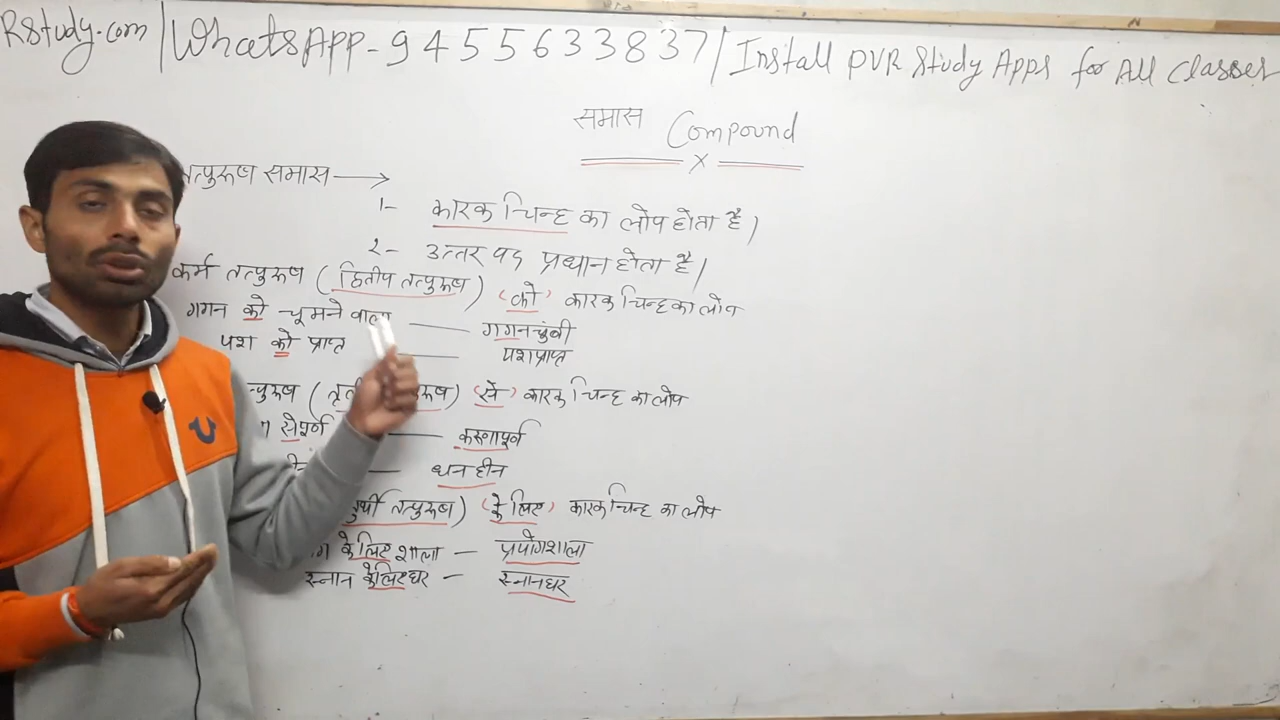 RStudy.com | WhatsApp - 9455633837 / Install PVR Study Apps for All Classes
समास Compound
तत्पुरूष समास →
1- कारक चिन्ह का लोप होता है।
2- उत्तर पद प्रधान होता है।
कर्म तत्पुरूष (द्वितीय तत्पुरूष) 'को' कारक चिन्ह का लोप
गगन को चूमने वाला — गगनचुंबी
यश को प्राप्त — यशप्राप्त
त्पुरूष (तृती रूष) 'से' कारक चिन्ह का लोप
से पूर्ण — करूणापूर्ण
— धनहीन
तुर्थी तत्पुरूष) 'के लिए' कारक चिन्ह का लोप
ग के लिए शाला — प्रयोगशाला
स्नान के लिए घर — स्नानघर